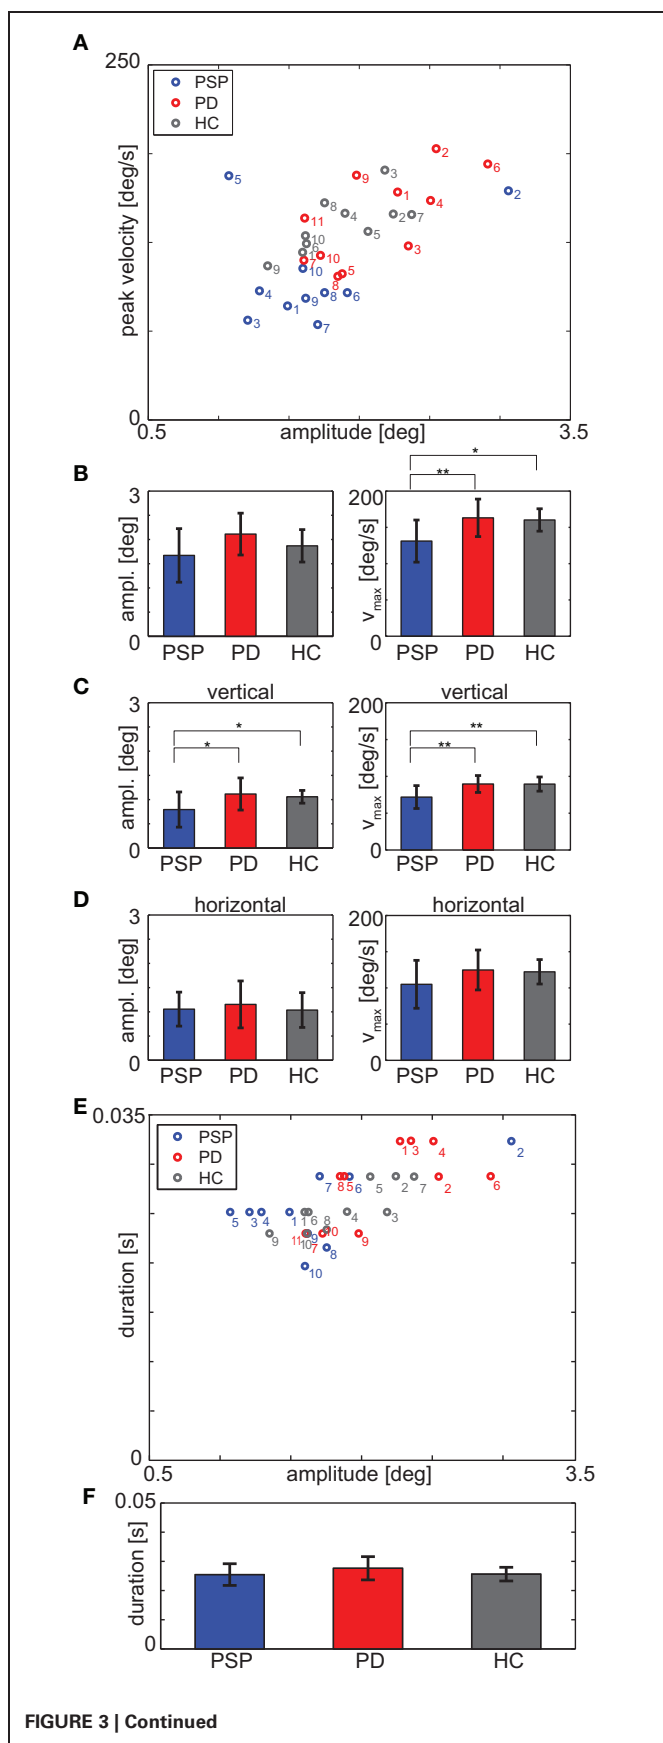 A
250
PSP
PD
HC
2
3
6
9
5
1
2
4
8
4
2
7
11
5
10
3
6
1
10
9
7
10
5
8
4
9
8
6
1
3
7
peak velocity [deg/s]
0
0.5
amplitude [deg]
3.5
B
*
**
3
200
ampl. [deg]
v max [deg/s]
0
0
PSP PD HC
PSP PD HC
C
vertical
vertical
3
200
*
**
*
**
ampl. [deg]
v max [deg/s]
0
0
PSP PD HC
PSP PD HC
D
horizontal
horizontal
3
200
ampl. [deg]
v max [deg/s]
0
0
PSP PD HC
PSP PD HC
E
0.035
PSP
PD
HC
1 3 4 2
7 8 5 6 5 2 7 2 6
5 3 4 1 1 6 8 4 3
9 11 10 9 7 10 9
8
10
duration [s]
0
0.5
amplitude [deg]
3.5
F
0.05
duration [s]
0
PSP PD HC
FIGURE 3 | Continued